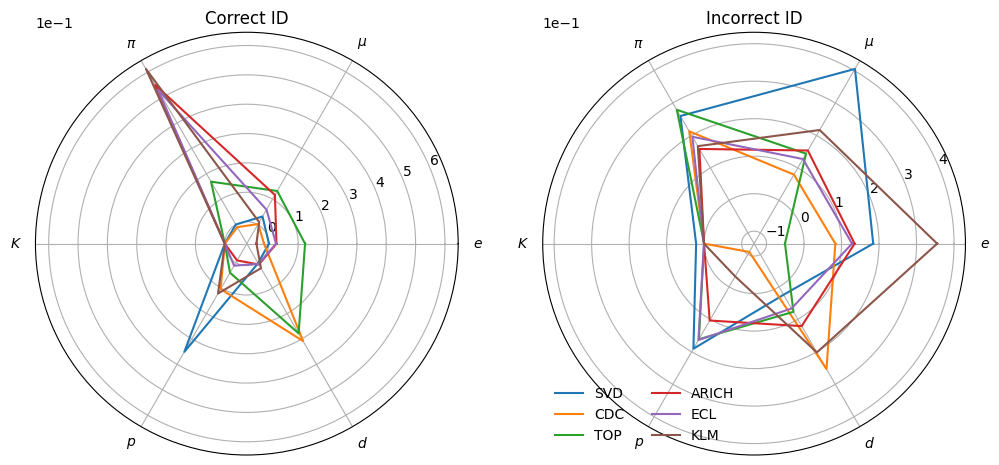 Correct ID
1e−1
e
μ
π
K
p
d
0
1
2
3
4
5
6
Incorrect ID
1e−1
e
μ
π
K
p
d
−1
0
1
2
3
4
SVD
CDC
TOP
ARICH
ECL
KLM